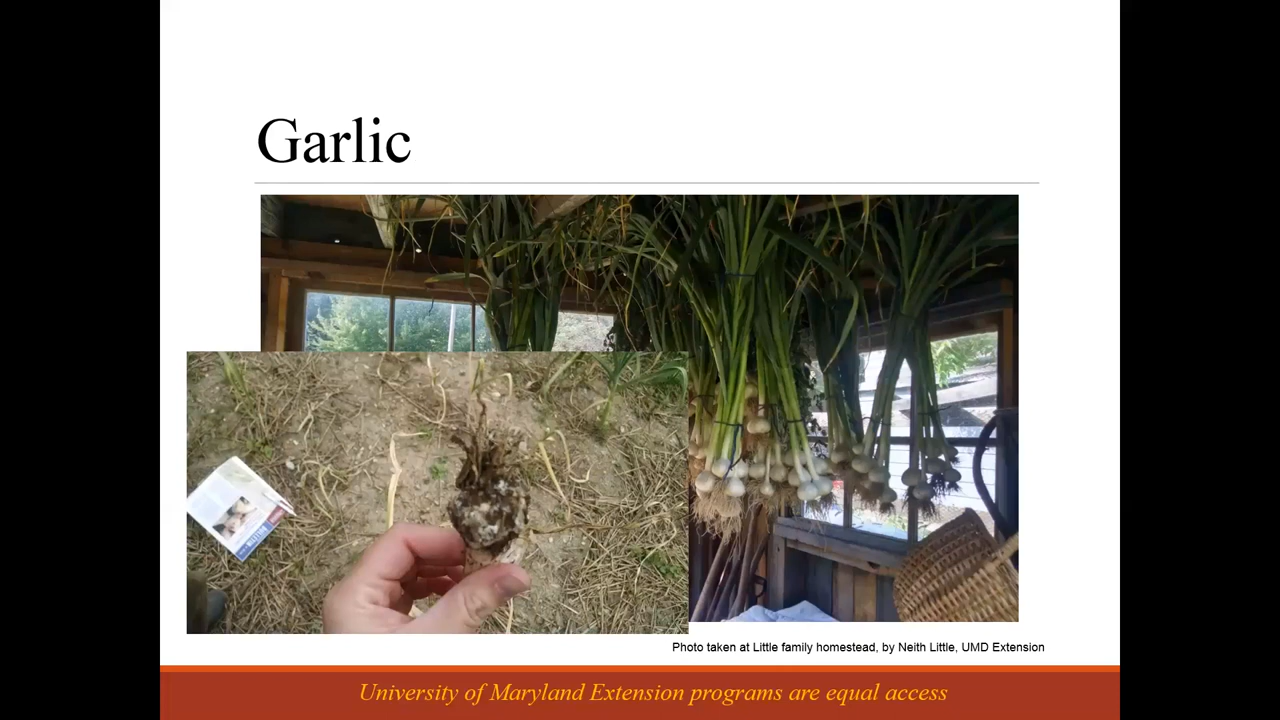 Garlic
Photo taken at Little family homestead, by Neith Little, UMD Extension
University of Maryland Extension programs are equal access